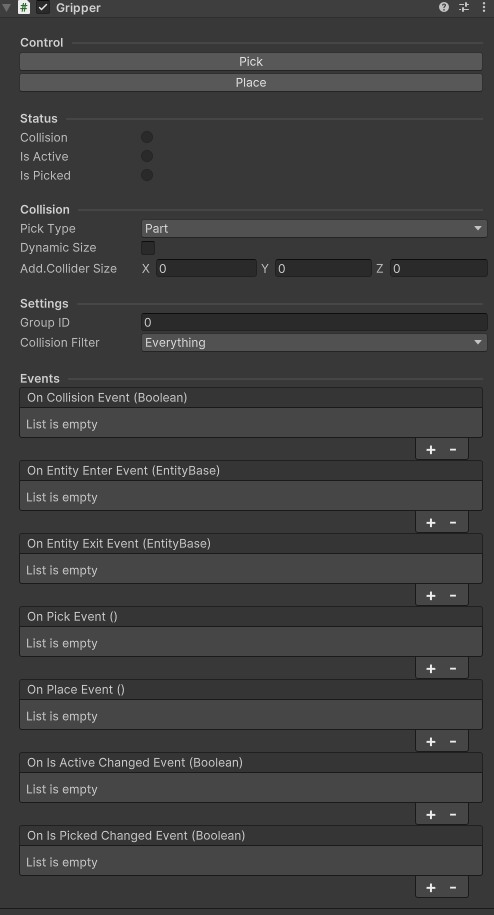 Gripper
Control
Pick
Place
Status
Collision
Is Active
Is Picked
Collision
Pick Type Part
Dynamic Size
Add.Collider Size X 0 Y 0 Z 0
Settings
Group ID 0
Collision Filter Everything
Events
On Collision Event (Boolean)
List is empty
+ -
On Entity Enter Event (EntityBase)
List is empty
+ -
On Entity Exit Event (EntityBase)
List is empty
+ -
On Pick Event ()
List is empty
+ -
On Place Event ()
List is empty
+ -
On Is Active Changed Event (Boolean)
List is empty
+ -
On Is Picked Changed Event (Boolean)
List is empty
+ -